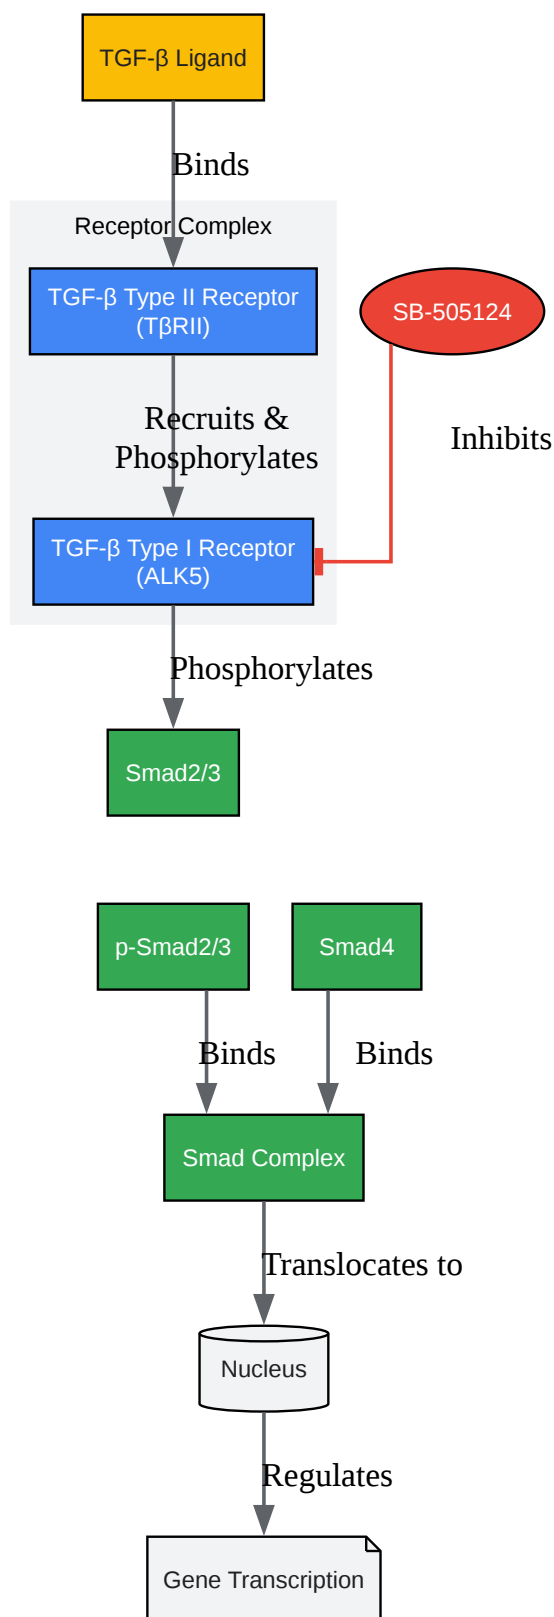 TGF-β Ligand
Binds
Receptor Complex
TGF-β Type II Receptor
(TβRII)
SB-505124
Recruits &
Phosphorylates
Inhibits
TGF-β Type I Receptor
(ALK5)
Phosphorylates
Smad2/3
p-Smad2/3
Smad4
Binds
Binds
Smad Complex
Translocates to
Nucleus
Regulates
Gene Transcription